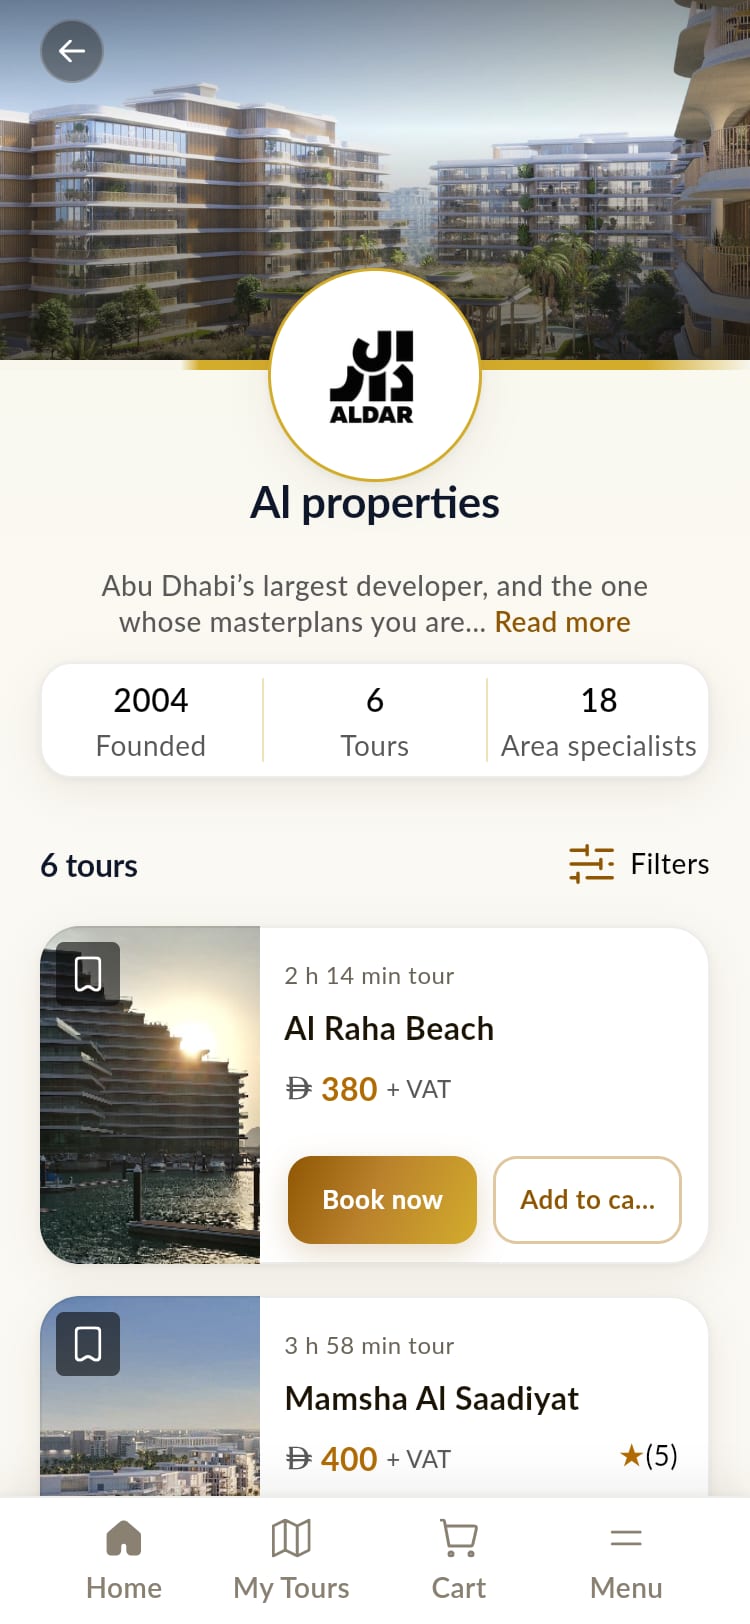 الدار
ALDAR
Al properties
Abu Dhabi’s largest developer, and the one
whose masterplans you are... Read more
2004
Founded
6
Tours
18
Area specialists
6 tours
Filters
2 h 14 min tour
Al Raha Beach
380 + VAT
Book now
Add to ca...
3 h 58 min tour
Mamsha Al Saadiyat
400 + VAT
★(5)
Home
My Tours
Cart
Menu